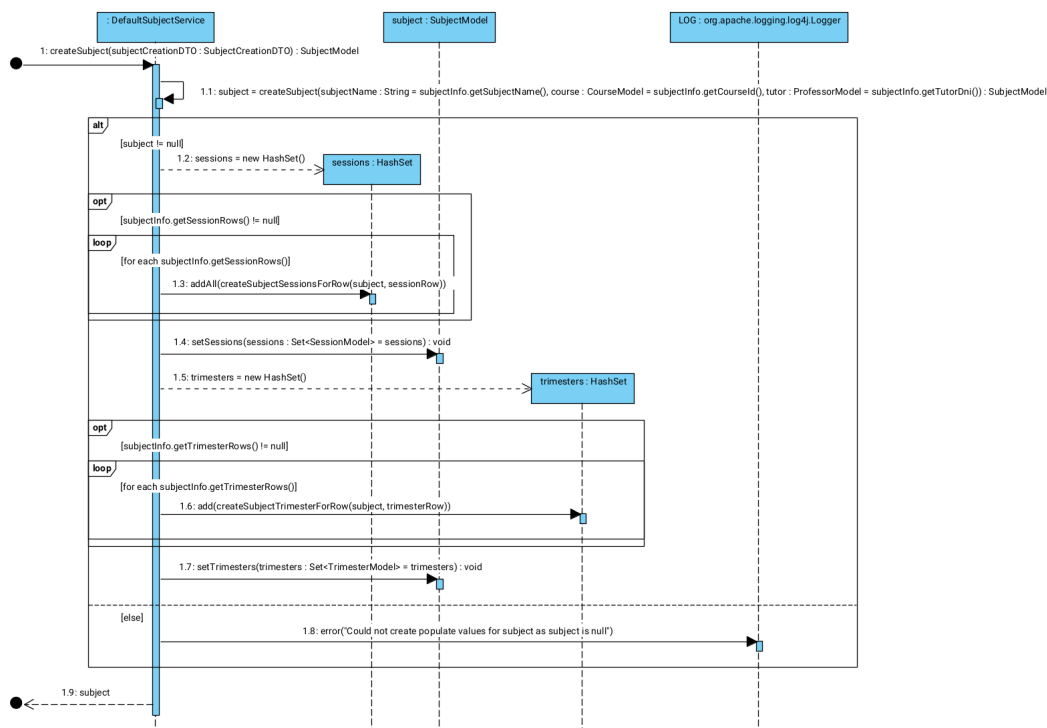 : DefaultSubjectService
subject : SubjectModel
LOG : org.apache.logging.log4j.Logger
1: createSubject(subjectCreationDTO : SubjectCreationDTO) : SubjectModel
1.1: subject = createSubject(subjectName : String = subjectInfo.getSubjectName(), course : CourseModel = subjectInfo.getCourseId(), tutor : ProfessorModel = subjectInfo.getTutorDni()) : SubjectModel
alt
[subject != null]
1.2: sessions = new HashSet()
sessions : HashSet
opt
[subjectInfo.getSessionRows() != null]
loop
[for each subjectInfo.getSessionRows()]
1.3: addAll(createSubjectSessionsForRow(subject, sessionRow))
1.4: setSessions(sessions : Set<SessionModel> = sessions) : void
1.5: trimesters = new HashSet()
trimesters : HashSet
opt
[subjectInfo.getTrimesterRows() != null]
loop
[for each subjectInfo.getTrimesterRows()]
1.6: add(createSubjectTrimesterForRow(subject, trimesterRow))
1.7: setTrimesters(trimesters : Set<TrimesterModel> = trimesters) : void
[else]
1.8: error("Could not create populate values for subject as subject is null")
1.9: subject